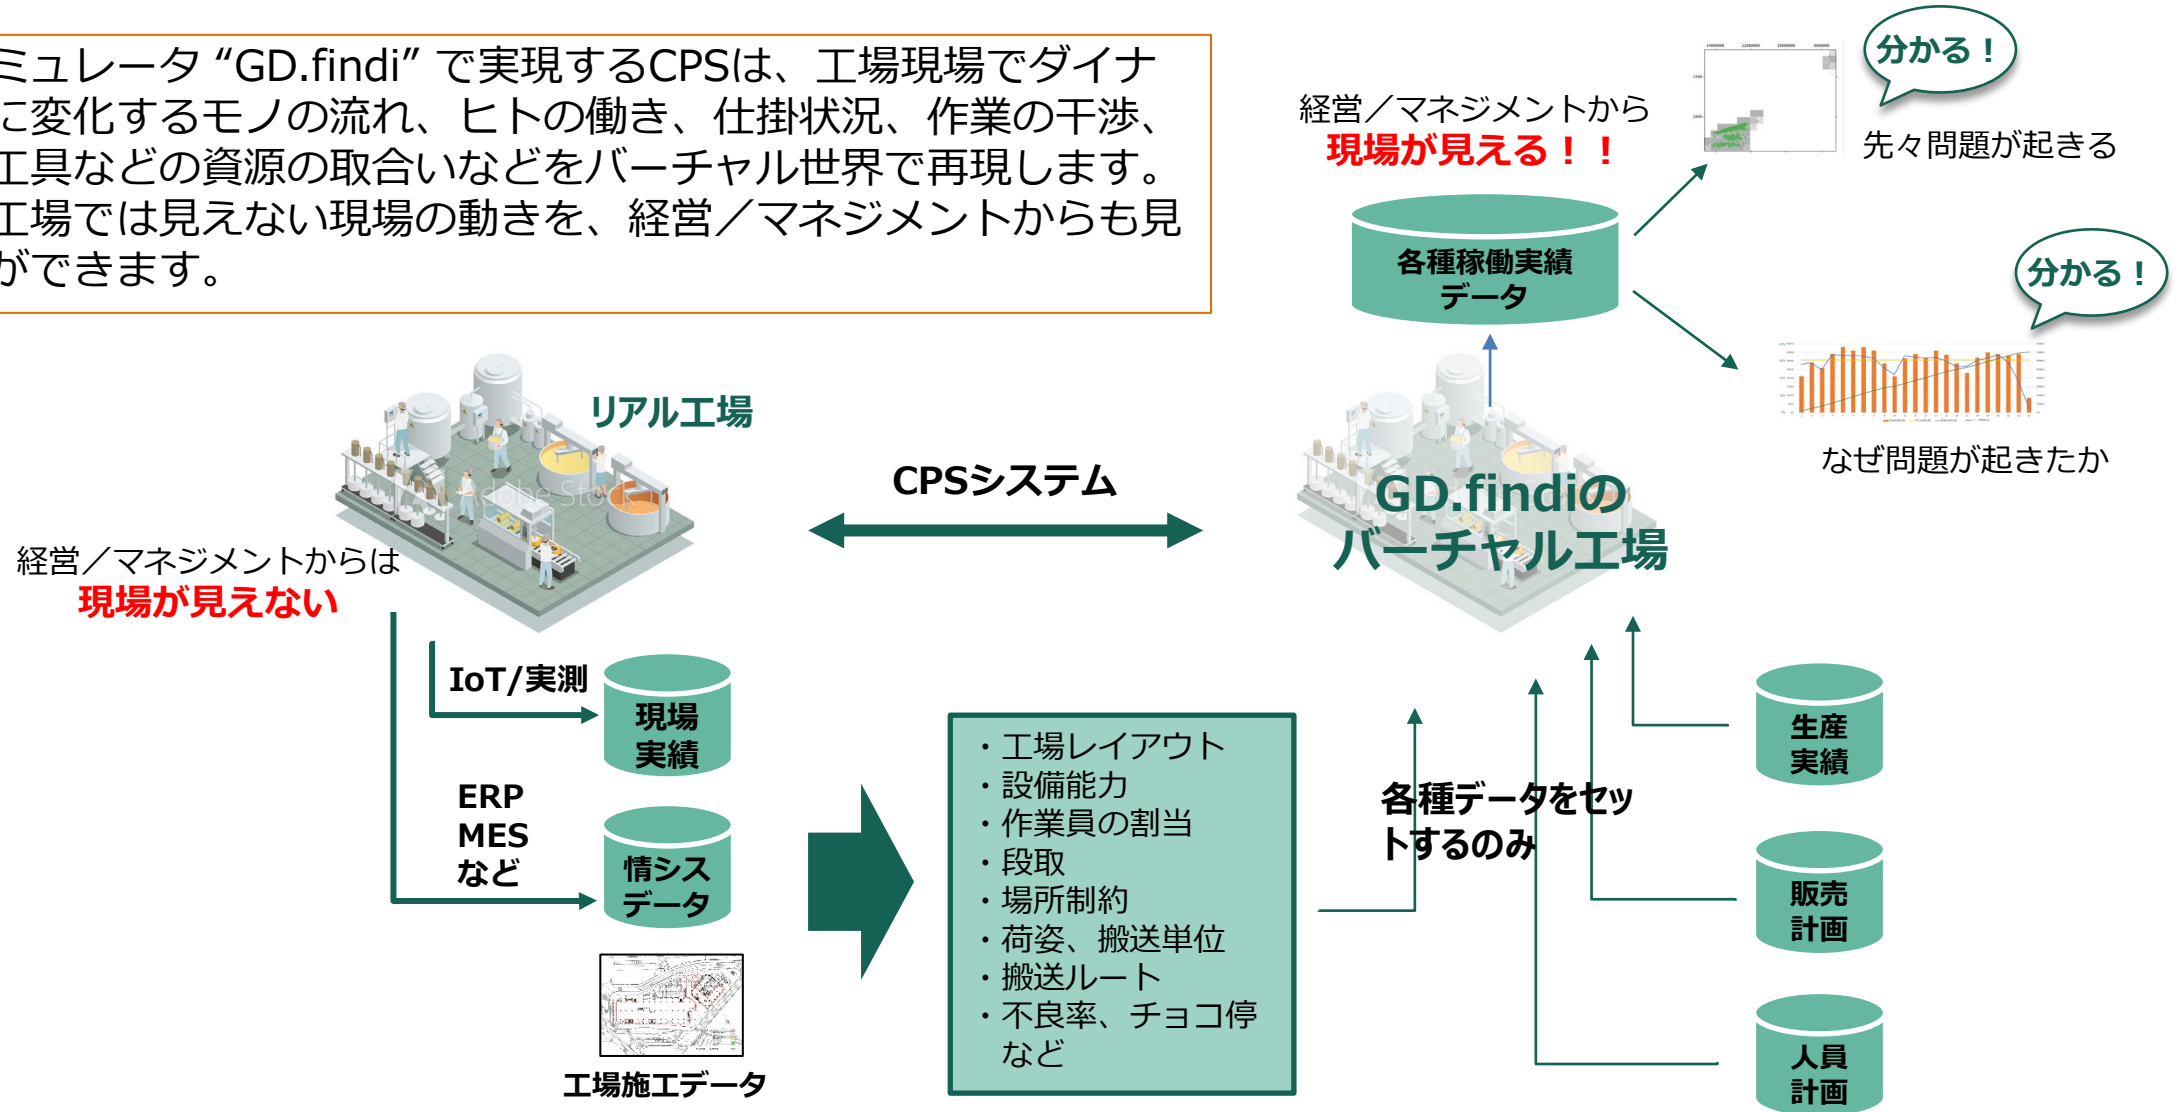 ミュレータ “GD.findi” で実現するCPSは、工場現場でダイナ
に変化するモノの流れ、ヒトの働き、仕掛状況、作業の干渉、
工具などの資源の取合いなどをバーチャル世界で再現します。
工場では見えない現場の動きを、経営／マネジメントからも見
ができます。
経営／マネジメントから
現場が見える！！
分かる！
先々問題が起きる
各種稼働実績
データ
分かる！
なぜ問題が起きたか
リアル工場
Adobe Stock
CPSシステム
GD.findiの
バーチャル工場
経営／マネジメントからは
現場が見えない
IoT/実測
現場
実績
ERP
MES
など
情シス
データ
工場施工データ
・工場レイアウト
・設備能力
・作業員の割当
・段取
・場所制約
・荷姿、搬送単位
・搬送ルート
・不良率、チョコ停
など
各種データをセッ
トするのみ
生産
実績
販売
計画
人員
計画